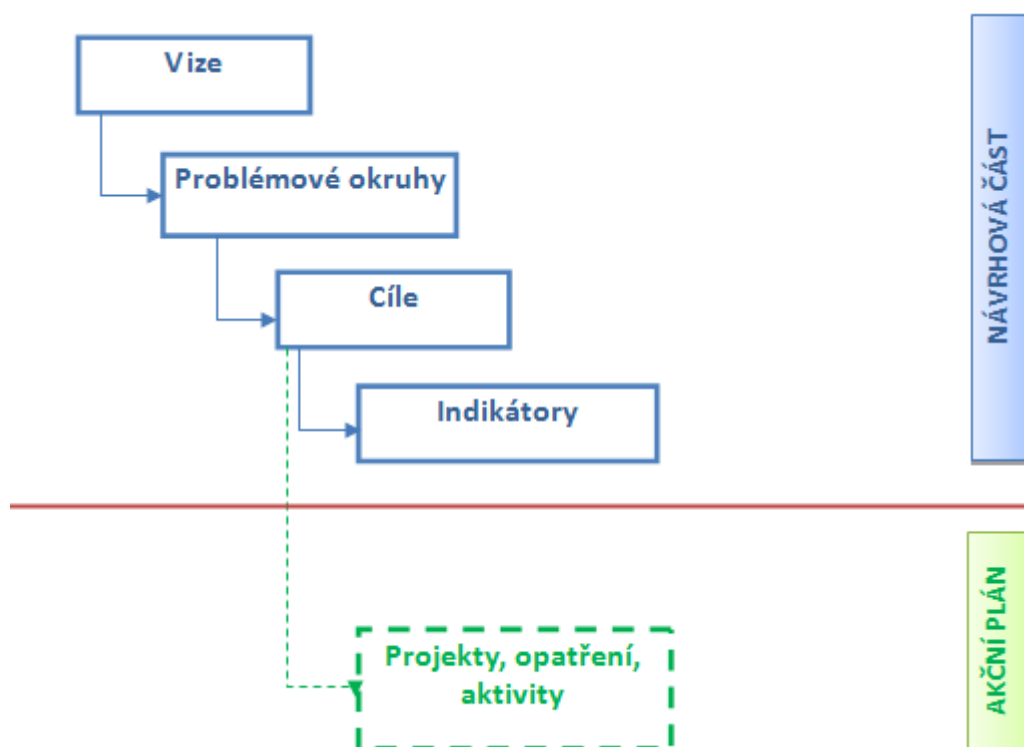 Vize
Problémové okruhy
Cíle
Indikátory
NÁVRHOVÁ ČÁST
Projekty, opatření,
aktivity
AKČNÍ PLÁN